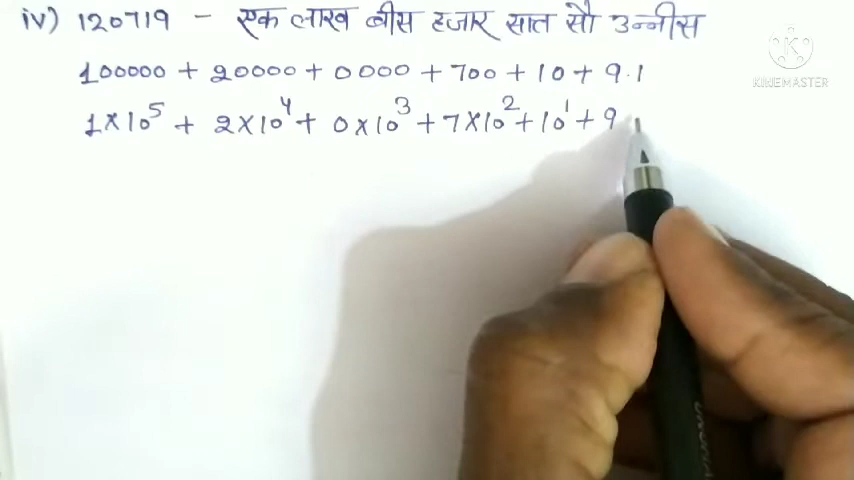 iv) 120719 - एक लाख बीस हजार सात सौ उन्नीस
100000 + 20000 + 0000 + 700 + 10 + 9.1
1×10⁵ + 2×10⁴ + 0×10³ + 7×10² + 10¹ + 9
KINEMASTER